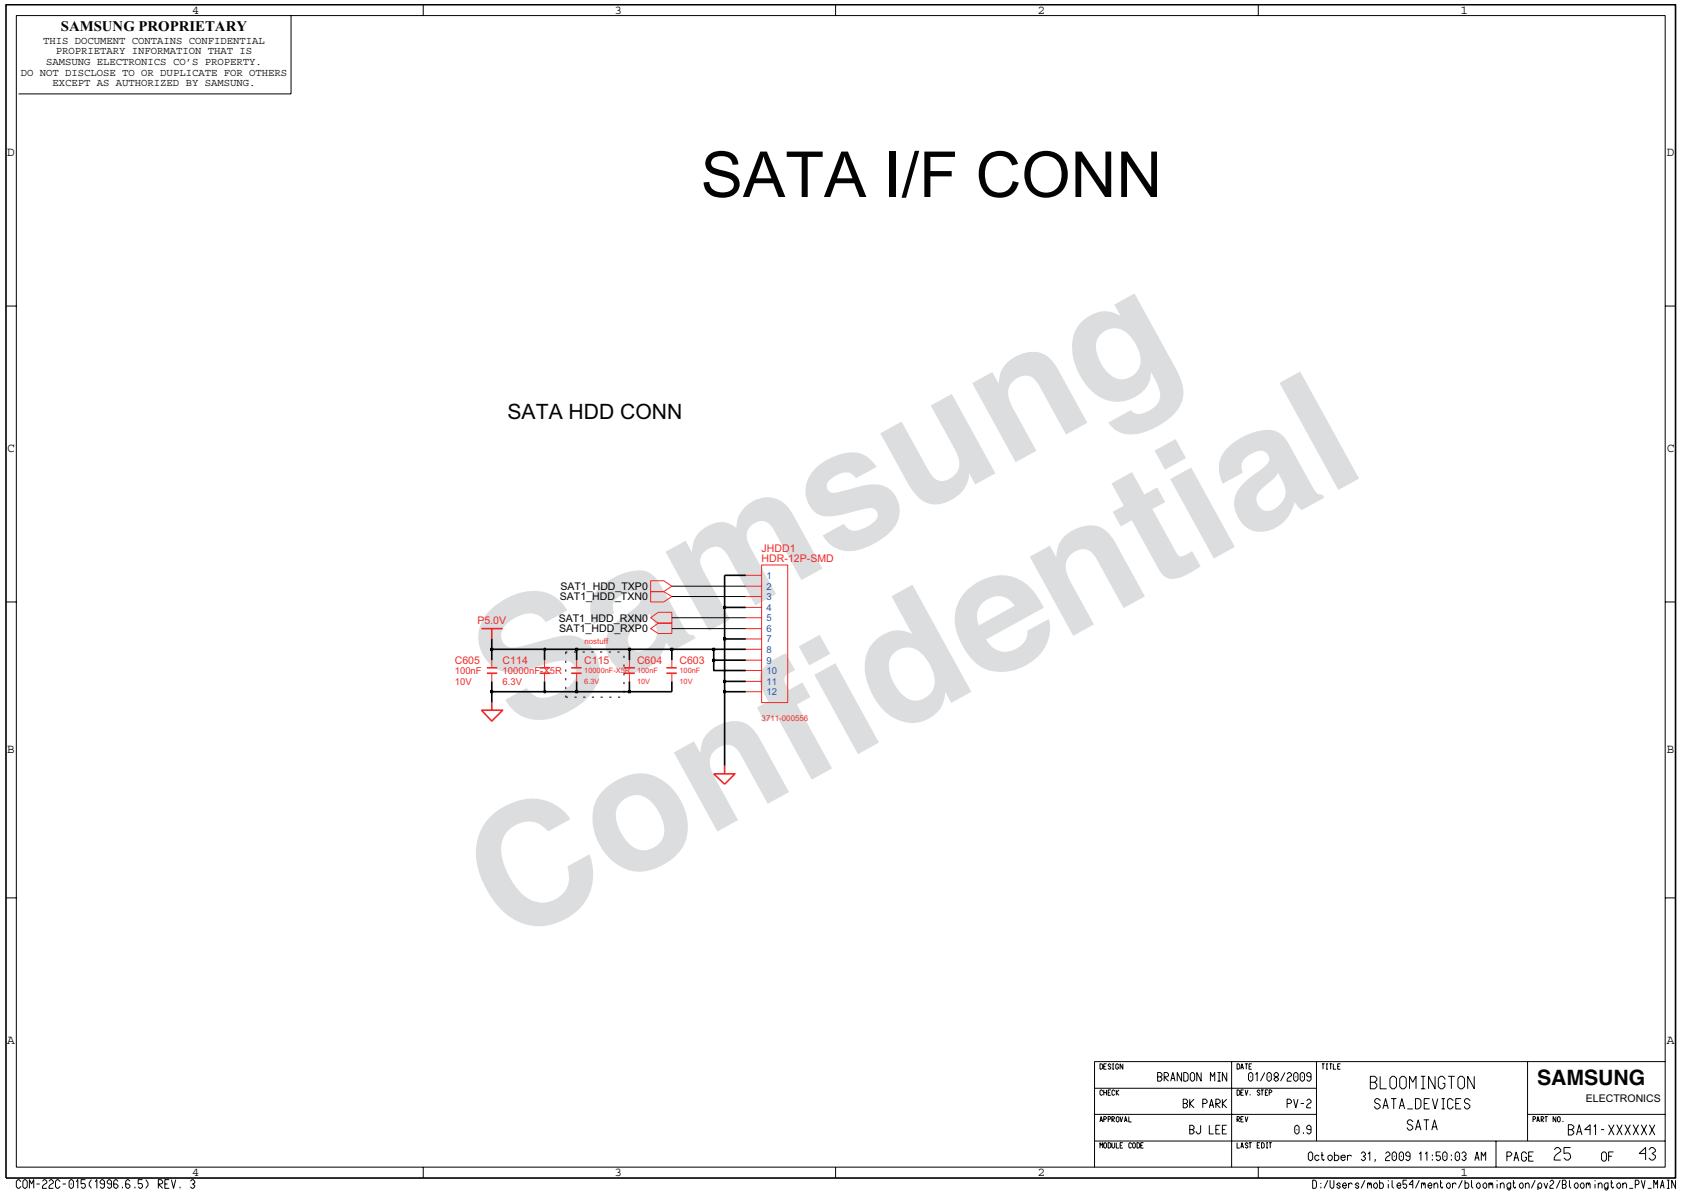 4 3 2 1
SAMSUNG PROPRIETARY
THIS DOCUMENT CONTAINS CONFIDENTIAL
PROPRIETARY INFORMATION THAT IS
SAMSUNG ELECTRONICS CO'S PROPERTY.
DO NOT DISCLOSE TO OR DUPLICATE FOR OTHERS
EXCEPT AS AUTHORIZED BY SAMSUNG.
D D
SATA I/F CONN
SATA HDD CONN
C C
Samsung
Confidential
JHDD1
HDR-12P-SMD
1
SAT1_HDD_TXP0 2
SAT1_HDD_TXN0 3
4
SAT1_HDD_RXN0 5
SAT1_HDD_RXP0 6
P5.0V
nostuff
7
8
9
10
11
12
C605
100nF
10V
C114
10000nF-X5R
6.3V
C115
10000nF-X5R
6.3V
C604
100nF
10V
C603
100nF
10V
3711-000556
B B
A A
DESIGN BRANDON MIN
DATE 01/08/2009
TITLE
BLOOMINGTON
SATA_DEVICES
SATA
SAMSUNG
ELECTRONICS
CHECK BK PARK
DEV. STEP PV-2
APPROVAL BJ LEE
REV 0.9
PART NO. BA41-XXXXXX
MODULE CODE
LAST EDIT October 31, 2009 11:50:03 AM
PAGE 25 OF 43
4 3 2 1
COM-22C-015(1996.6.5) REV. 3
D:/Users/mobile54/mentor/bloomington/pv2/Bloomington_PV_MAIN